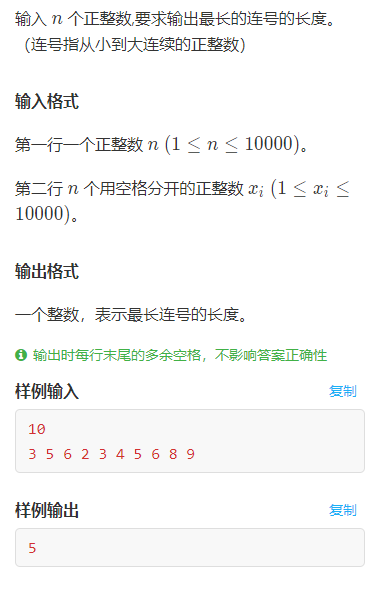 输入 n 个正整数,要求输出最长的连号的长度。
（连号指从小到大连续的正整数）
输入格式
第一行一个正整数 n (1 ≤ n ≤ 10000)。
第二行 n 个用空格分开的正整数 xᵢ (1 ≤ xᵢ ≤
10000)。
输出格式
一个整数，表示最长连号的长度。
输出时每行末尾的多余空格，不影响答案正确性
样例输入 复制
10
3 5 6 2 3 4 5 6 8 9
样例输出 复制
5